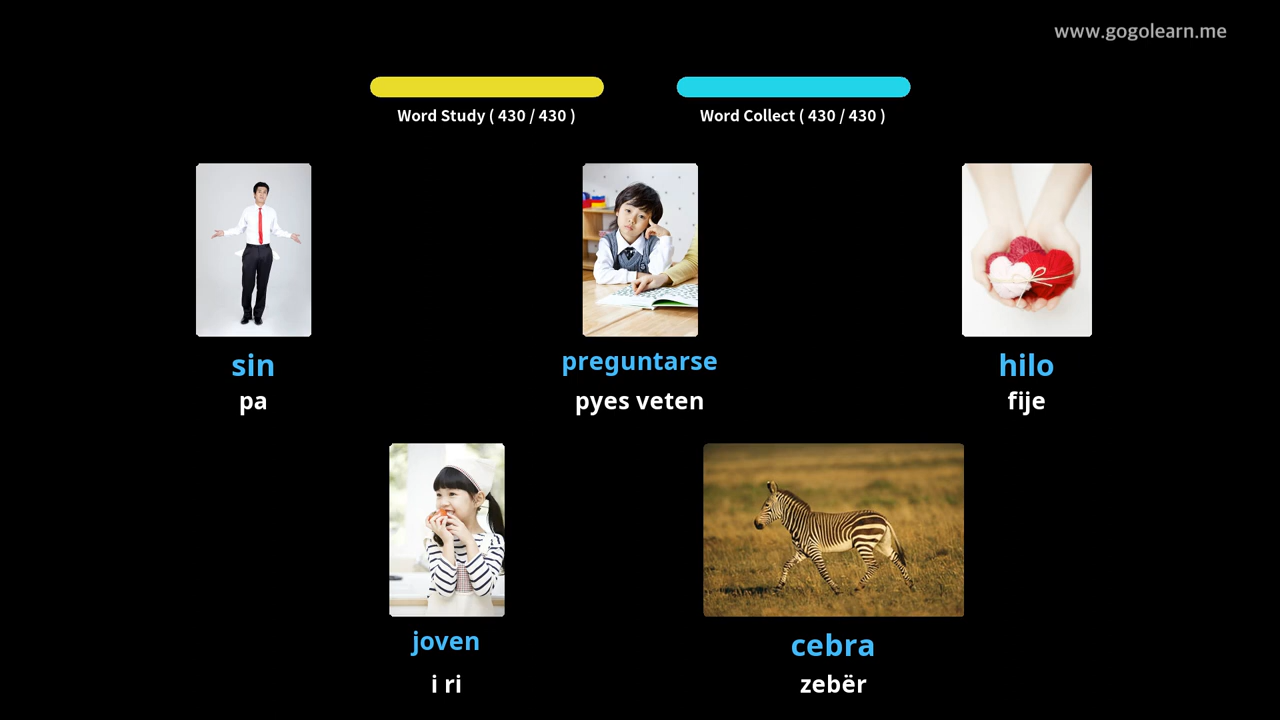 www.gogolearn.me
Word Study ( 430 / 430 )
Word Collect ( 430 / 430 )
sin
pa
preguntarse
pyes veten
hilo
fije
joven
i ri
cebra
zebër